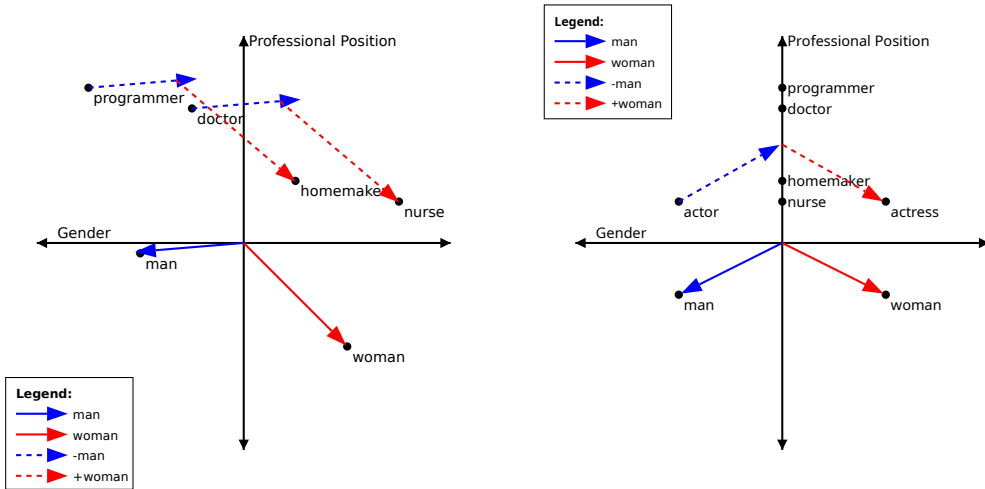 Professional Position
programmer
doctor
homemaker
nurse
Gender
man
woman
Legend:
man
woman
-man
+woman
Legend:
man
woman
-man
+woman
Professional Position
programmer
doctor
homemaker
nurse
actor
actress
Gender
man
woman